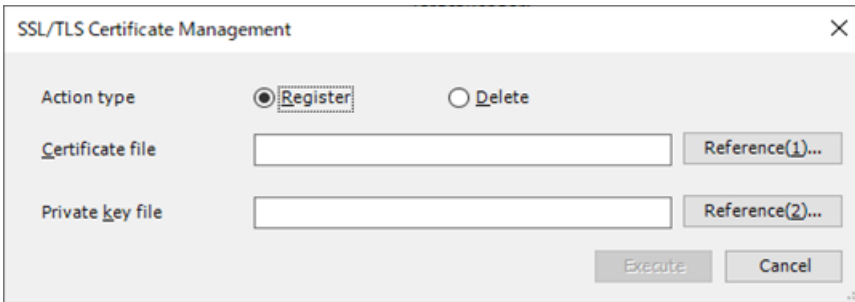 SSL/TLS Certificate Management
Action type Register Delete
Certificate file Reference(1)...
Private key file Reference(2)...
Execute Cancel